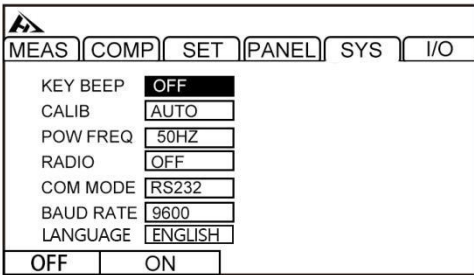 MEAS COMP SET PANEL SYS I/O
KEY BEEP OFF
CALIB AUTO
POW FREQ 50HZ
RADIO OFF
COM MODE RS232
BAUD RATE 9600
LANGUAGE ENGLISH
OFF ON